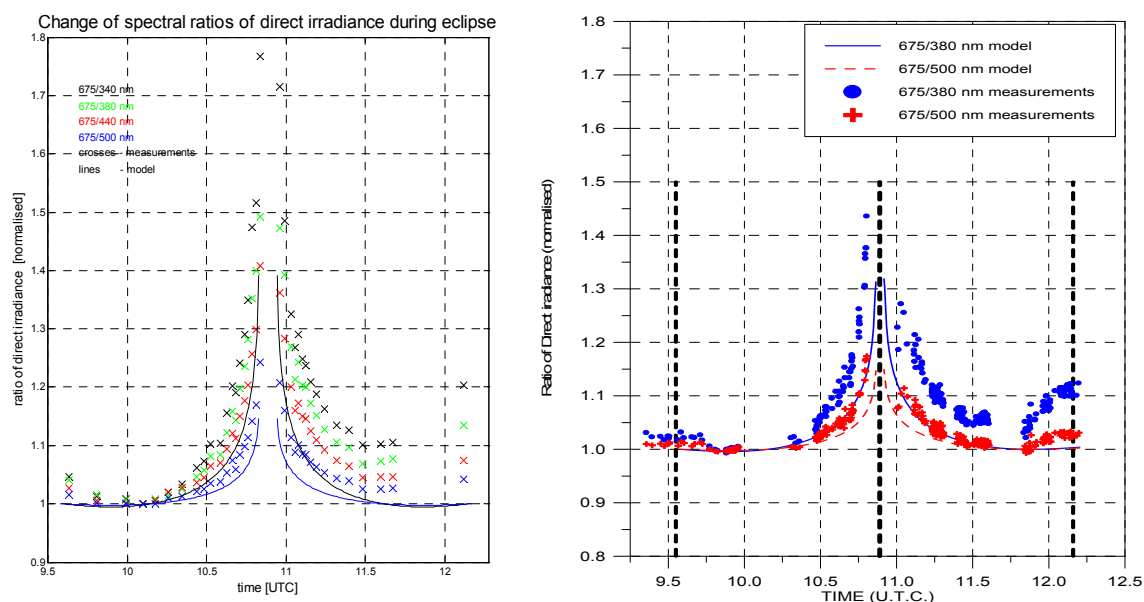 Change of spectral ratios of direct irradiance during eclipse
1.8
1.7
1.6
1.5
1.4
1.3
1.2
1.1
1
0.9
ratio of direct irradiance [normalised]
675/340 nm
675/380 nm
675/440 nm
675/500 nm
crosses - measurements
lines - model
9.5 10 10.5 11 11.5 12
time [UTC]
1.8
1.7
1.6
1.5
1.4
1.3
1.2
1.1
1.0
0.9
0.8
Ratio of Direct irradiance (normalised)
675/380 nm model
675/500 nm model
675/380 nm measurements
675/500 nm measurements
9.5 10.0 10.5 11.0 11.5 12.0 12.5
TIME (U.T.C.)